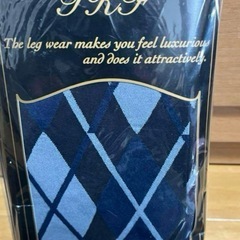 The leg wear makes you feel luxurious
and does it attractively.